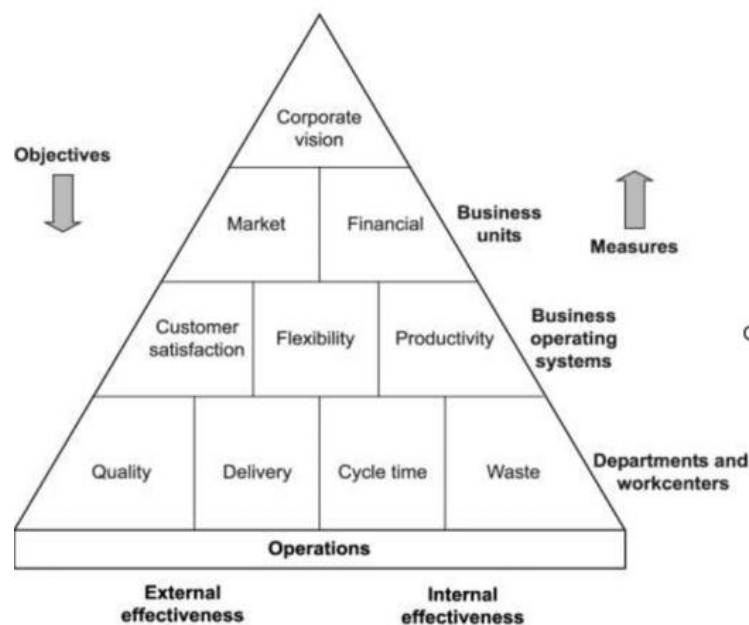 Corporate
vision
Objectives
Market
Financial
Business
units
Measures
Customer
satisfaction
Flexibility
Productivity
Business
operating
systems
Quality
Delivery
Cycle time
Waste
Departments and
workcenters
Operations
External
effectiveness
Internal
effectiveness